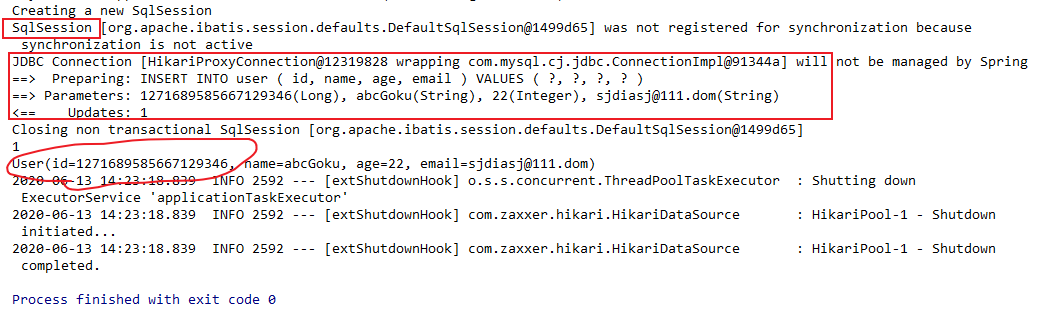 Creating a new SqlSession
SqlSession [org.apache.ibatis.session.defaults.DefaultSqlSession@1499d65] was not registered for synchronization because
synchronization is not active
JDBC Connection [HikariProxyConnection@12319828 wrapping com.mysql.cj.jdbc.ConnectionImpl@91344a] will not be managed by Spring
==>  Preparing: INSERT INTO user ( id, name, age, email ) VALUES ( ?, ?, ?, ? )
==> Parameters: 1271689585667129346(Long), abcGoku(String), 22(Integer), sjdiasj@111.dom(String)
<==    Updates: 1
Closing non transactional SqlSession [org.apache.ibatis.session.defaults.DefaultSqlSession@1499d65]
1
User(id=1271689585667129346, name=abcGoku, age=22, email=sjdiasj@111.dom)
2020-06-13 14:23:18.839  INFO 2592 --- [extShutdownHook] o.s.s.concurrent.ThreadPoolTaskExecutor  : Shutting down
ExecutorService 'applicationTaskExecutor'
2020-06-13 14:23:18.839  INFO 2592 --- [extShutdownHook] com.zaxxer.hikari.HikariDataSource       : HikariPool-1 - Shutdown
initiated...
2020-06-13 14:23:18.839  INFO 2592 --- [extShutdownHook] com.zaxxer.hikari.HikariDataSource       : HikariPool-1 - Shutdown
completed.
Process finished with exit code 0